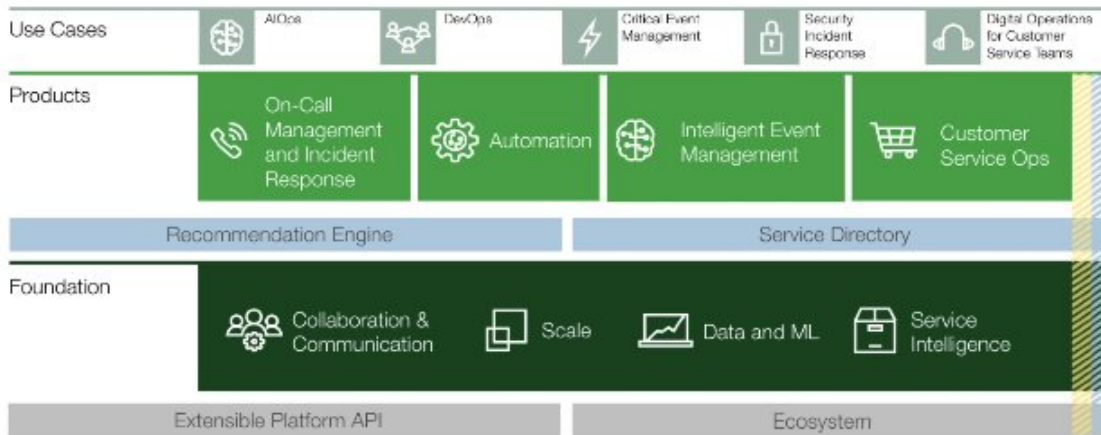 Use Cases
AIOps
DevOps
Critical Event
Management
Security
Incident
Response
Digital Operations
for Customer
Service Teams
Products
On-Call
Management
and Incident
Response
Automation
Intelligent Event
Management
Customer
Service Ops
Recommendation Engine
Service Directory
Foundation
Collaboration &
Communication
Scale
Data and ML
Service
Intelligence
Extensible Platform API
Ecosystem